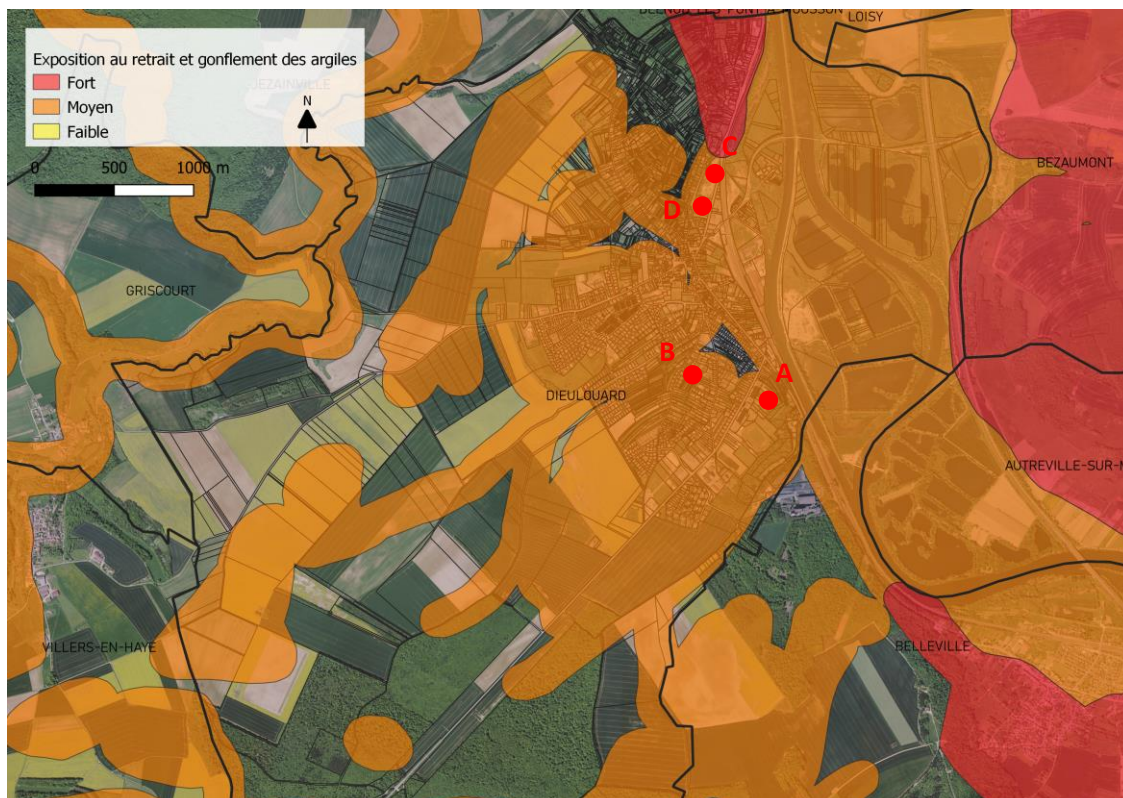 LOISY
Exposition au retrait et gonflement des argiles
Fort
Moyen
Faible
JEZAINVILLE
N
0 500 1000 m
C
BEZAUMONT
D
GRISCOURT
B
A
DIEULOUARD
AUTREVILLE-SUR-M
VILLERS-EN-HAYE
BELLEVILLE